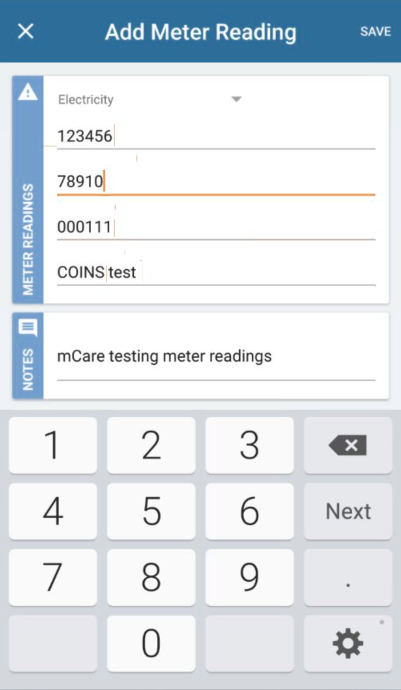 Add Meter Reading
SAVE
METER READINGS
Electricity
123456
78910
000111
COINS test
NOTES
mCare testing meter readings
1 2 3
4 5 6 Next
7 8 9 .
0